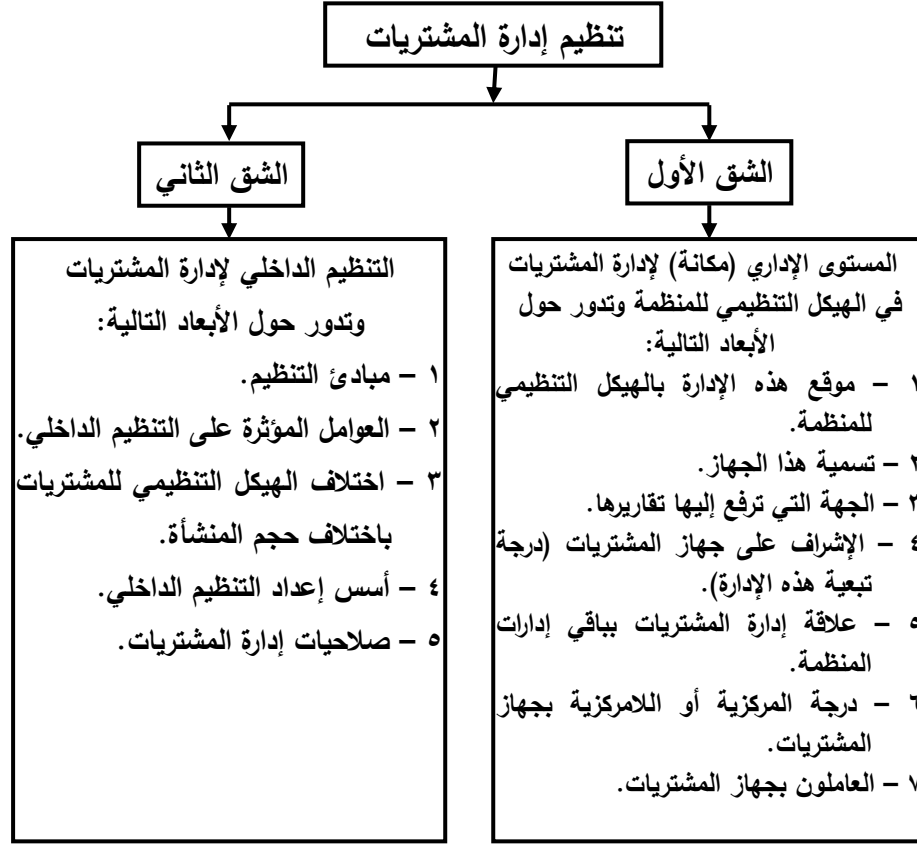 تنظيم إدارة المشتريات
الشق الأول
المستوى الإداري (مكانة) لإدارة المشتريات
في الهيكل التنظيمي للمنظمة وتدور حول
الأبعاد التالية:
١ – موقع هذه الإدارة بالهيكل التنظيمي
للمنظمة.
٢ – تسمية هذا الجهاز.
٣ – الجهة التي ترفع إليها تقاريرها.
٤ – الإشراف على جهاز المشتريات (درجة
تبعية هذه الإدارة).
٥ – علاقة إدارة المشتريات بباقي إدارات
المنظمة.
٦ – درجة المركزية أو اللامركزية بجهاز
المشتريات.
٧ – العاملون بجهاز المشتريات.
الشق الثاني
التنظيم الداخلي لإدارة المشتريات
وتدور حول الأبعاد التالية:
١ – مبادئ التنظيم.
٢ – العوامل المؤثرة على التنظيم الداخلي.
٣ – اختلاف الهيكل التنظيمي للمشتريات
باختلاف حجم المنشأة.
٤ – أسس إعداد التنظيم الداخلي.
٥ – صلاحيات إدارة المشتريات.